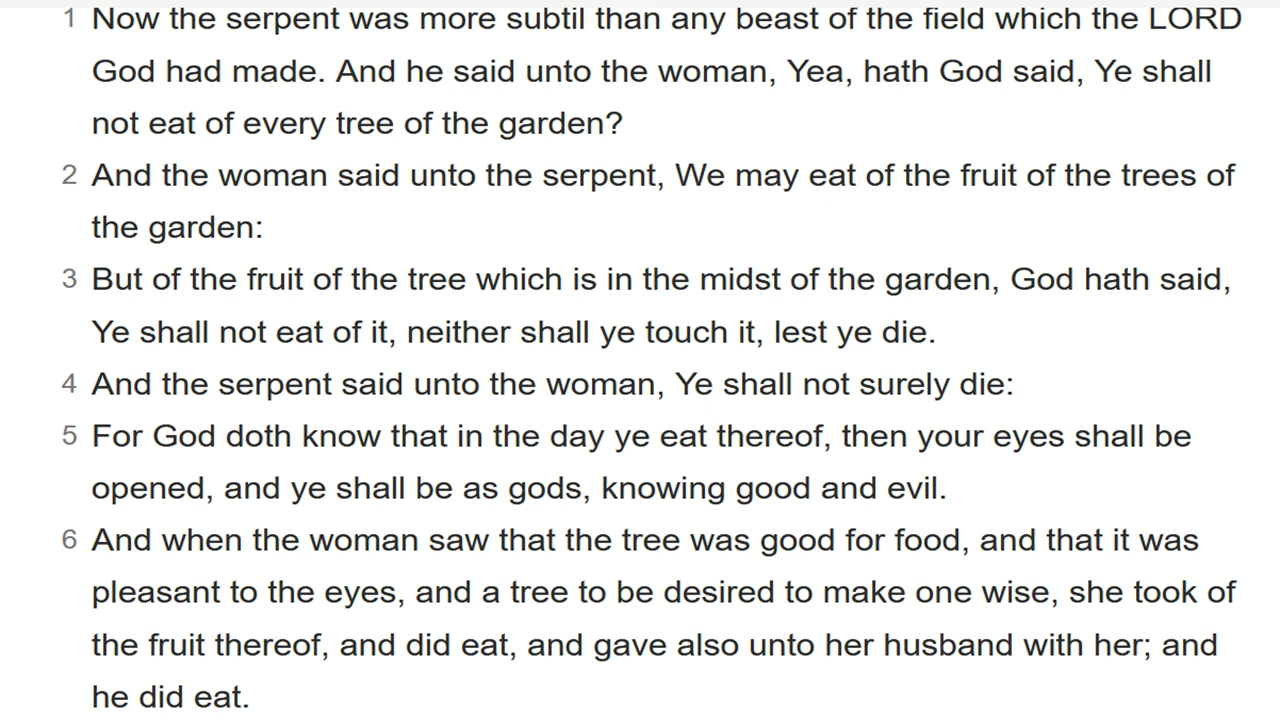 1 Now the serpent was more subtil than any beast of the field which the LORD
God had made. And he said unto the woman, Yea, hath God said, Ye shall
not eat of every tree of the garden?
2 And the woman said unto the serpent, We may eat of the fruit of the trees of
the garden:
3 But of the fruit of the tree which is in the midst of the garden, God hath said,
Ye shall not eat of it, neither shall ye touch it, lest ye die.
4 And the serpent said unto the woman, Ye shall not surely die:
5 For God doth know that in the day ye eat thereof, then your eyes shall be
opened, and ye shall be as gods, knowing good and evil.
6 And when the woman saw that the tree was good for food, and that it was
pleasant to the eyes, and a tree to be desired to make one wise, she took of
the fruit thereof, and did eat, and gave also unto her husband with her; and
he did eat.